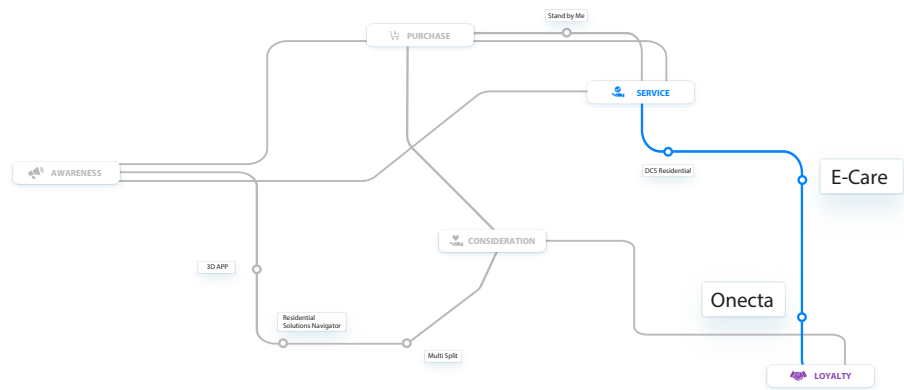 Stand by Me
PURCHASE
SERVICE
DCS Residential
AWARENESS
E-Care
CONSIDERATION
3D APP
Onecta
Residential
Solutions Navigator
Multi Split
LOYALTY